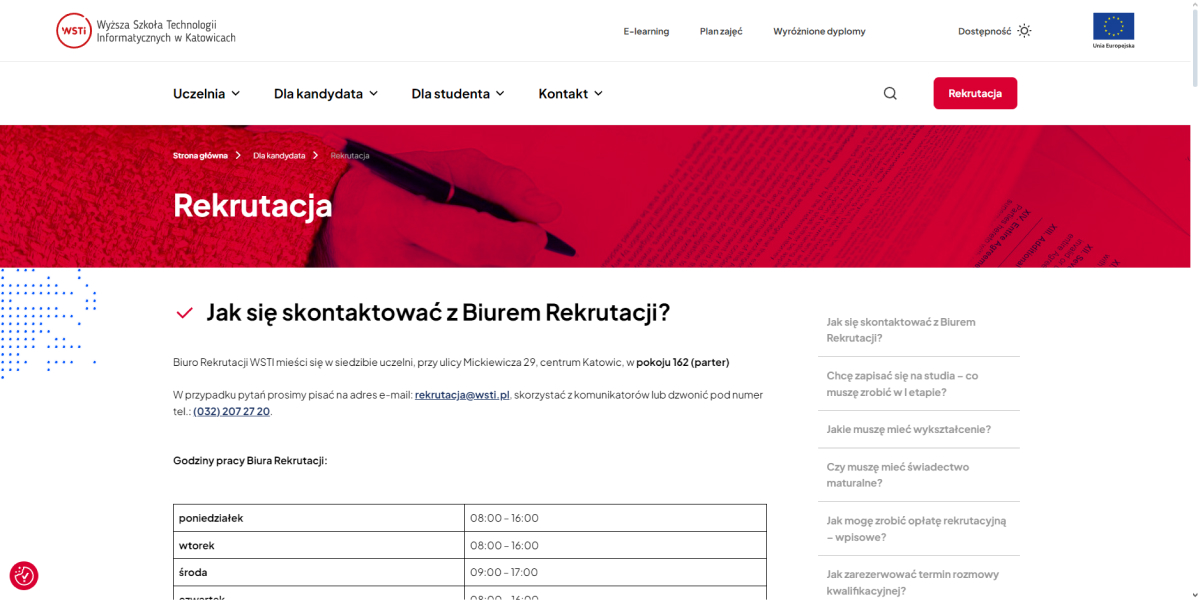 WSTi
Wyższa Szkoła Technologii
Informatycznych w Katowicach
E-learning
Plan zajęć
Wyróżnione dyplomy
Dostępność
Unia Europejska
Uczelnia
Dla kandydata
Dla studenta
Kontakt
Rekrutacja
Strona główna
Dla kandydata
Rekrutacja
Rekrutacja
Jak się skontaktować z Biurem Rekrutacji?
Biuro Rekrutacji WSTI mieści się w siedzibie uczelni, przy ulicy Mickiewicza 29, centrum Katowic, w pokoju 162 (parter)
W przypadku pytań prosimy pisać na adres e-mail: rekrutacja@wsti.pl, skorzystać z komunikatorów lub dzwonić pod numer
tel.: (032) 207 27 20.
Godziny pracy Biura Rekrutacji:
poniedziałek 08:00 – 16:00
wtorek 08:00 – 16:00
środa 09:00 – 17:00
czwartek 08:00 – 16:00
Jak się skontaktować z Biurem
Rekrutacji?
Chcę zapisać się na studia – co
muszę zrobić w I etapie?
Jakie muszę mieć wykształcenie?
Czy muszę mieć świadectwo
maturalne?
Jak mogę zrobić opłatę rekrutacyjną
– wpisowe?
Jak zarezerwować termin rozmowy
kwalifikacyjnej?